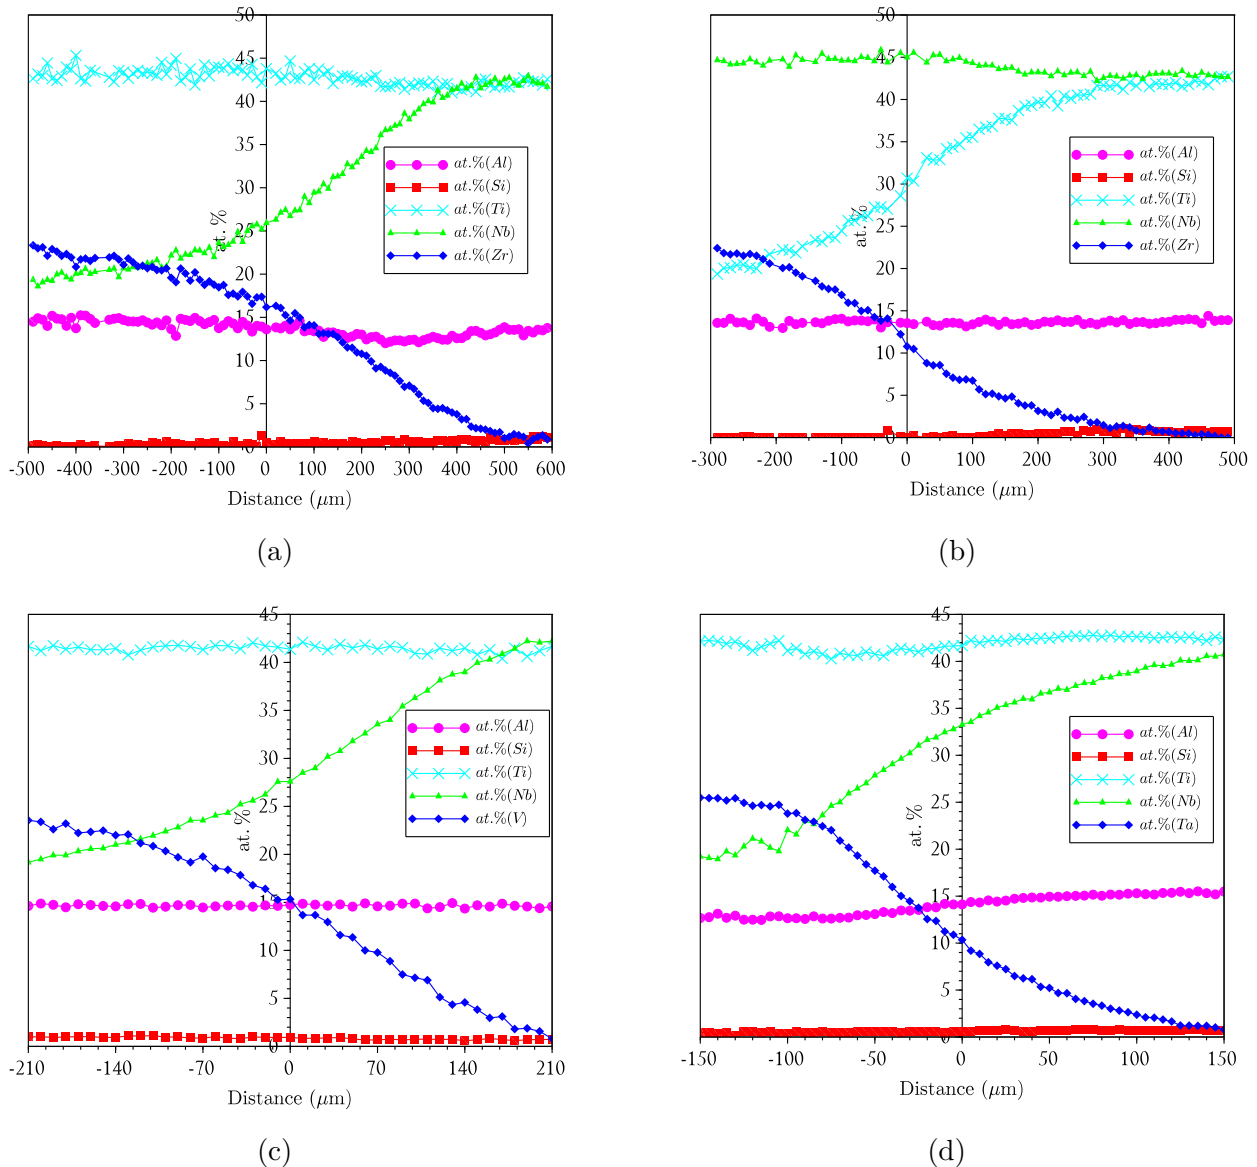 50
45
40
35
30
25
20
15
10
5
0
at.%
-500 -400 -300 -200 -100 0 100 200 300 400 500 600
Distance (μm)
at.%(Al)
at.%(Si)
at.%(Ti)
at.%(Nb)
at.%(Zr)
(a)
50
45
40
35
30
25
20
15
10
5
0
at.%
-300 -200 -100 0 100 200 300 400 500
Distance (μm)
at.%(Al)
at.%(Si)
at.%(Ti)
at.%(Nb)
at.%(Zr)
(b)
45
40
35
30
25
20
15
10
5
0
at.%
-210 -140 -70 0 70 140 210
Distance (μm)
at.%(Al)
at.%(Si)
at.%(Ti)
at.%(Nb)
at.%(V)
(c)
45
40
35
30
25
20
15
10
5
0
at.%
-150 -100 -50 0 50 100 150
Distance (μm)
at.%(Al)
at.%(Si)
at.%(Ti)
at.%(Nb)
at.%(Ta)
(d)